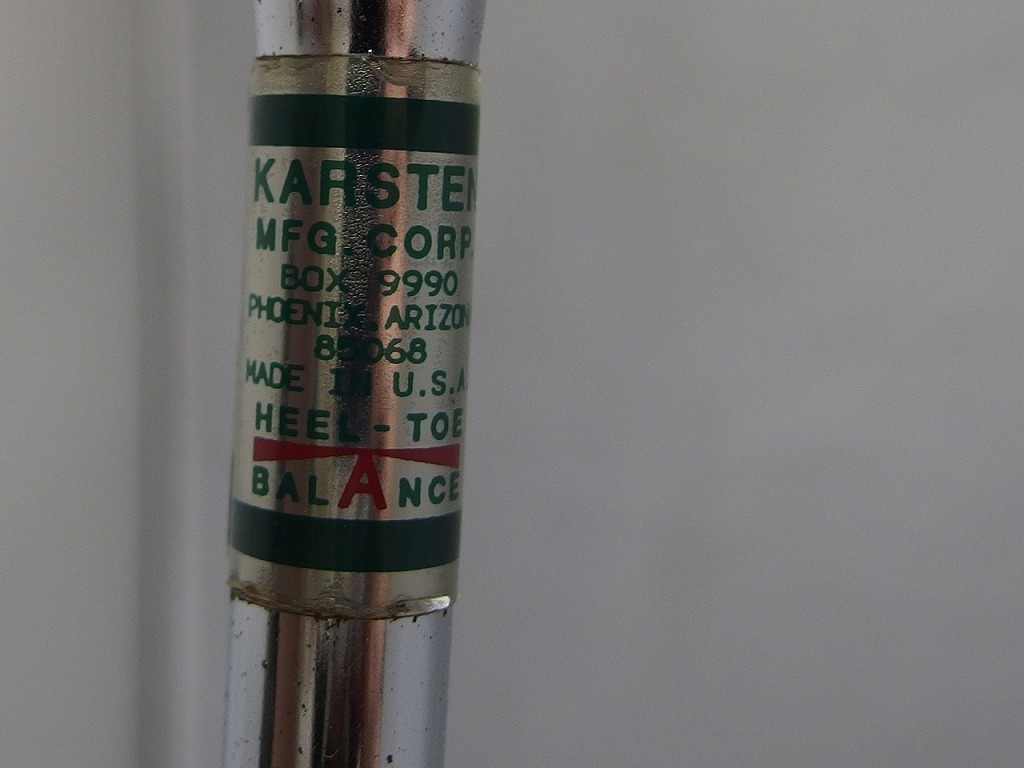 KARSTEN
MFG. CORP.
BOX 9990
PHOENIX, ARIZON
85068
MADE IN U.S.A
HEEL - TOE
BALANCE